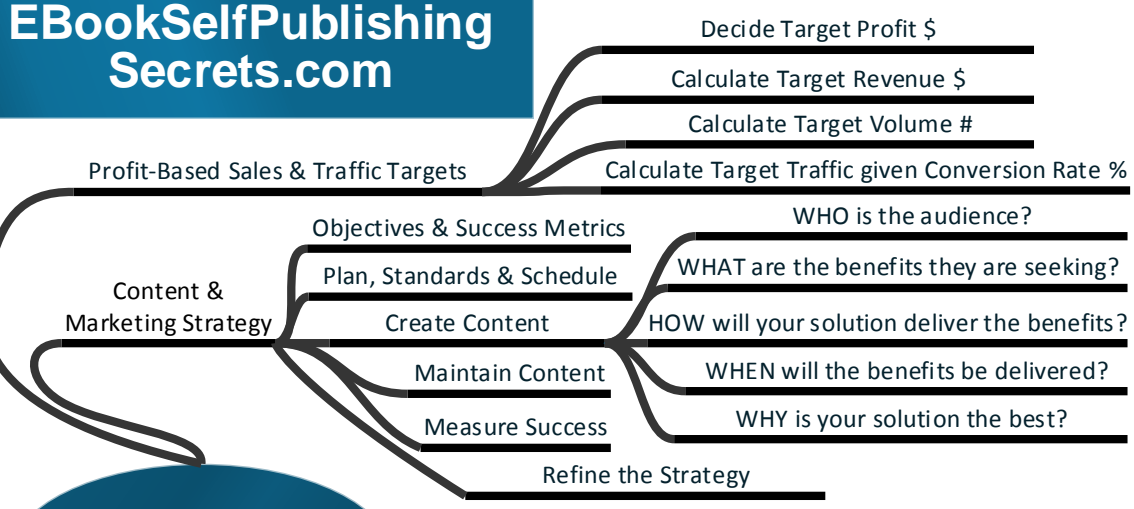 EBookSelfPublishing
Secrets.com
Decide Target Profit $
Calculate Target Revenue $
Calculate Target Volume #
Profit-Based Sales & Traffic Targets
Calculate Target Traffic given Conversion Rate %
Content &
Marketing Strategy
Objectives & Success Metrics
Plan, Standards & Schedule
Create Content
WHO is the audience?
WHAT are the benefits they are seeking?
HOW will your solution deliver the benefits?
WHEN will the benefits be delivered?
WHY is your solution the best?
Maintain Content
Measure Success
Refine the Strategy